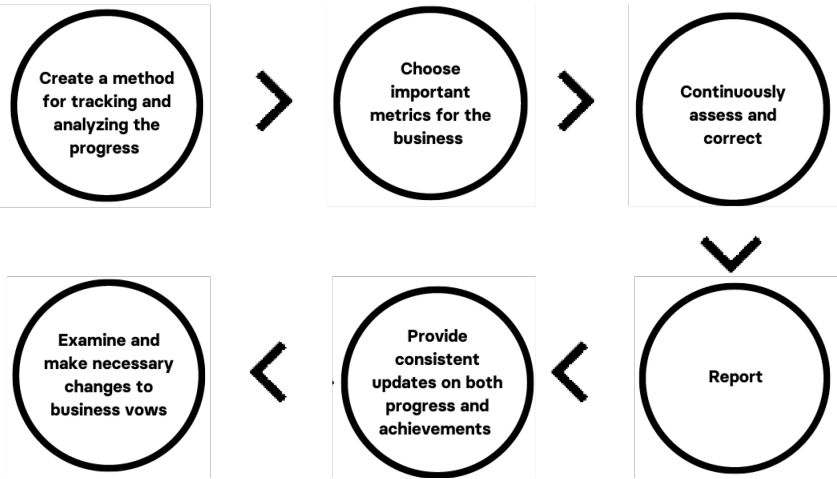 Create a method
for tracking and
analyzing the
progress
Choose
important
metrics for the
business
Continuously
assess and
correct
Report
Provide
consistent
updates on both
progress and
achievements
Examine and
make necessary
changes to
business vows